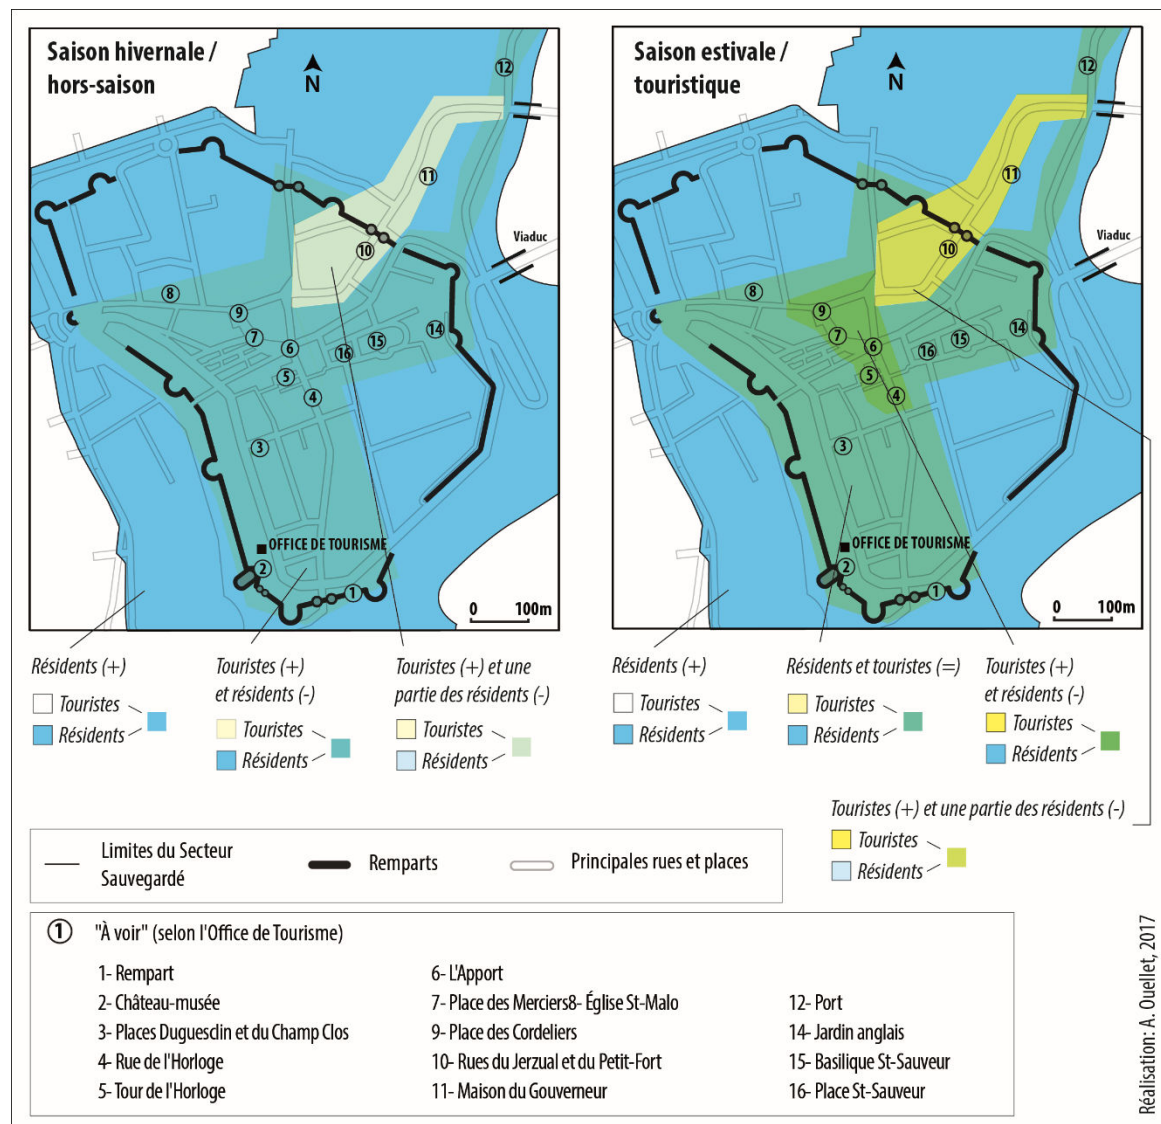 Saison hivernale /
hors-saison
N
12
11
10
Viaduc
8
9
7
6
16
15
14
5
4
3
OFFICE DE TOURISME
2
1
0 100m
Saison estivale /
touristique
N
12
11
10
Viaduc
8
9
7
6
16
15
14
5
4
3
OFFICE DE TOURISME
2
1
0 100m
Résidents (+)
Touristes
Résidents
Touristes (+)
et résidents (-)
Touristes
Résidents
Touristes (+) et une
partie des résidents (-)
Touristes
Résidents
Résidents (+)
Touristes
Résidents
Résidents et touristes (=)
Touristes
Résidents
Touristes (+)
et résidents (-)
Touristes
Résidents
Touristes (+) et une partie des résidents (-)
Touristes
Résidents
Limites du Secteur
Sauvegardé
Remparts
Principales rues et places
1 "À voir" (selon l'Office de Tourisme)
1- Rempart
2- Château-musée
3- Places Duguesclin et du Champ Clos
4- Rue de l'Horloge
5- Tour de l'Horloge
6- L'Apport
7- Place des Merciers8- Église St-Malo
9- Place des Cordeliers
10- Rues du Jerzual et du Petit-Fort
11- Maison du Gouverneur
12- Port
14- Jardin anglais
15- Basilique St-Sauveur
16- Place St-Sauveur
Réalisation: A. Ouellet, 2017